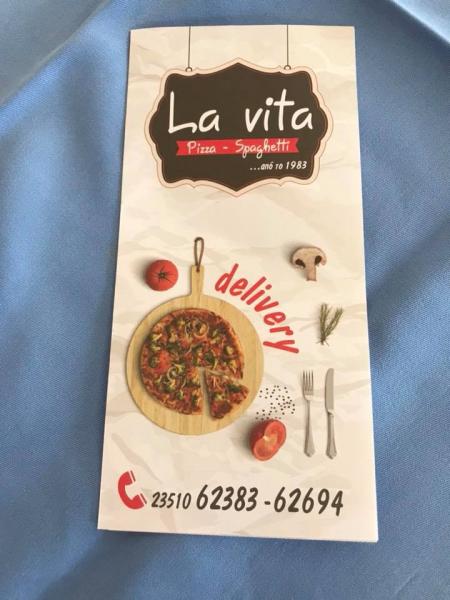 La vita
Pizza - Spaghetti
...από το 1983
delivery
23510 62383 - 62694